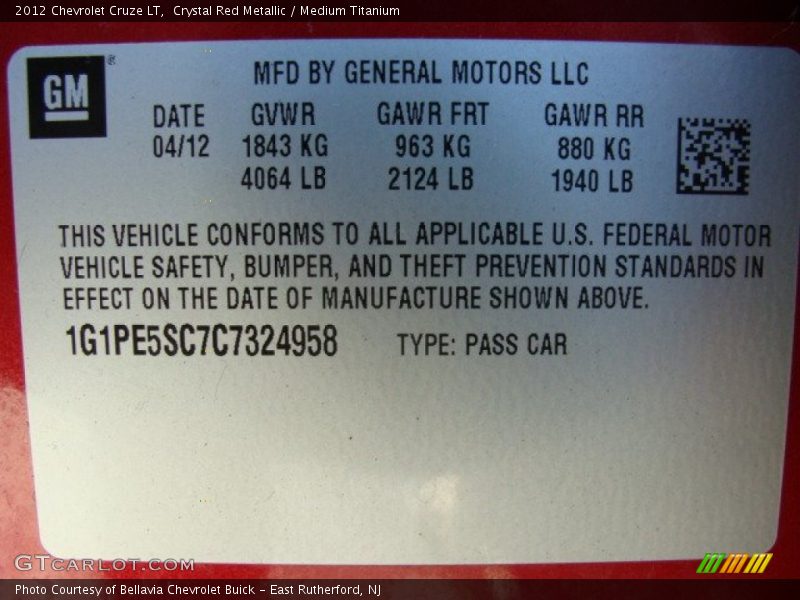 2012 Chevrolet Cruze LT,  Crystal Red Metallic / Medium Titanium
GM®
MFD BY GENERAL MOTORS LLC
DATE GVWR GAWR FRT GAWR RR
04/12 1843 KG 963 KG 880 KG
4064 LB 2124 LB 1940 LB
THIS VEHICLE CONFORMS TO ALL APPLICABLE U.S. FEDERAL MOTOR
VEHICLE SAFETY, BUMPER, AND THEFT PREVENTION STANDARDS IN
EFFECT ON THE DATE OF MANUFACTURE SHOWN ABOVE.
1G1PE5SC7C7324958 TYPE: PASS CAR
GTCARLOT.COM
Photo Courtesy of Bellavia Chevrolet Buick – East Rutherford, NJ